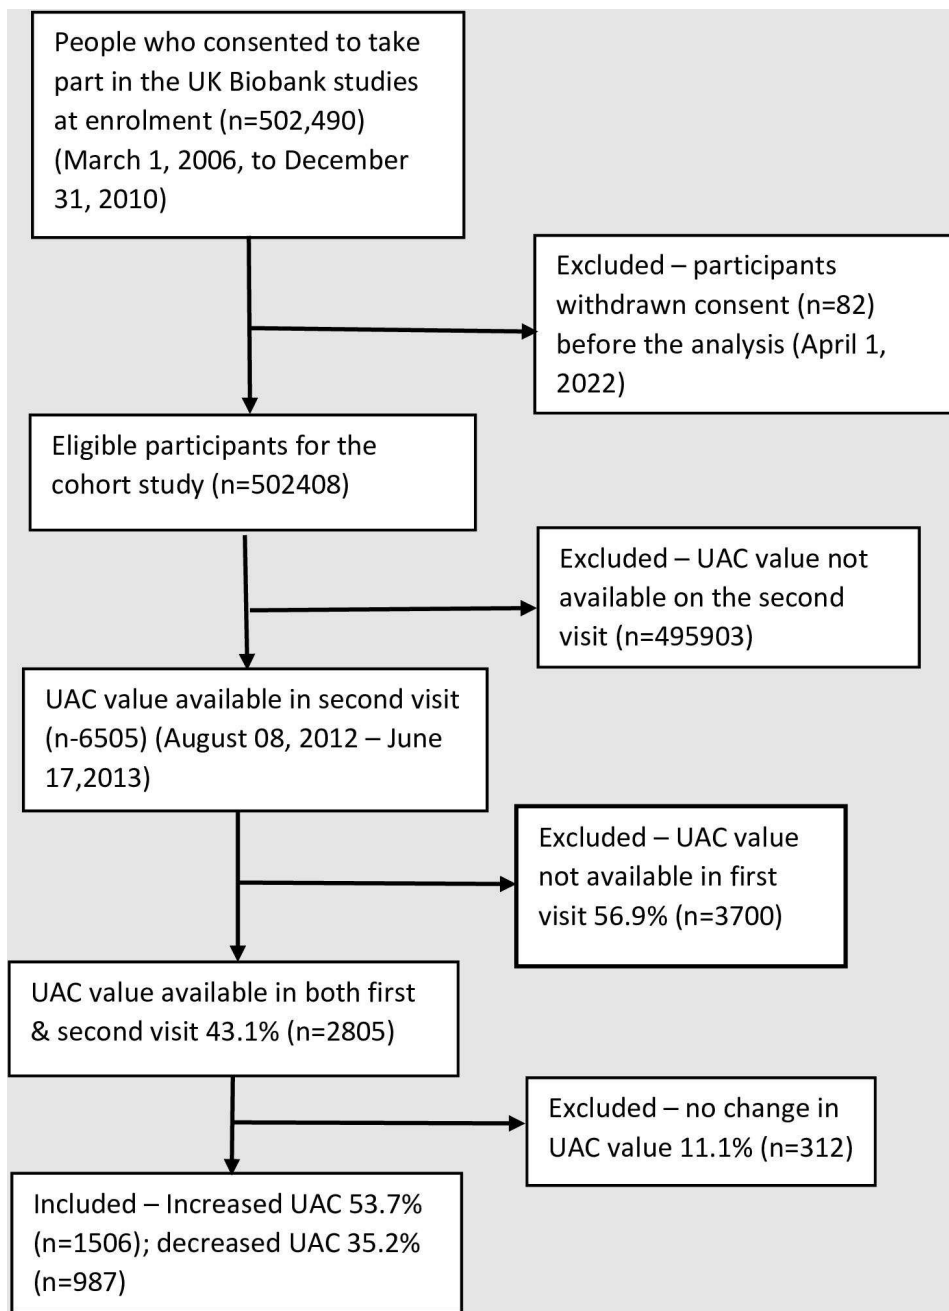 People who consented to take
part in the UK Biobank studies
at enrolment (n=502,490)
(March 1, 2006, to December
31, 2010)
Excluded – participants
withdrawn consent (n=82)
before the analysis (April 1,
2022)
Eligible participants for the
cohort study (n=502408)
Excluded – UAC value not
available on the second
visit (n=495903)
UAC value available in second visit
(n-6505) (August 08, 2012 – June
17,2013)
Excluded – UAC value
not available in first
visit 56.9% (n=3700)
UAC value available in both first
& second visit 43.1% (n=2805)
Excluded – no change in
UAC value 11.1% (n=312)
Included – Increased UAC 53.7%
(n=1506); decreased UAC 35.2%
(n=987)